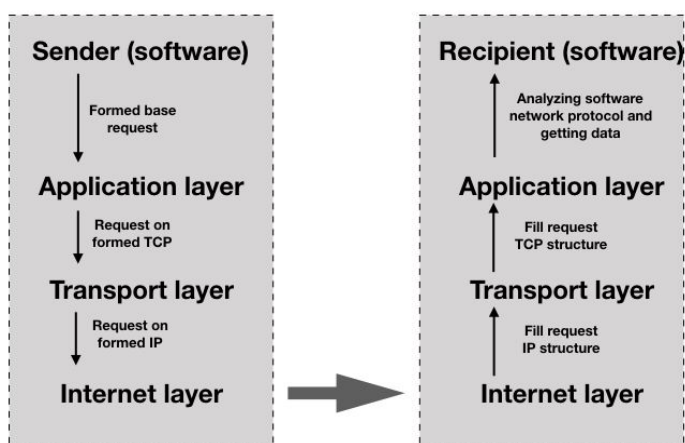 Sender (software)
Formed base
request
Application layer
Request on
formed TCP
Transport layer
Request on
formed IP
Internet layer
Recipient (software)
Analyzing software
network protocol and
getting data
Application layer
Fill request
TCP structure
Transport layer
Fill request
IP structure
Internet layer